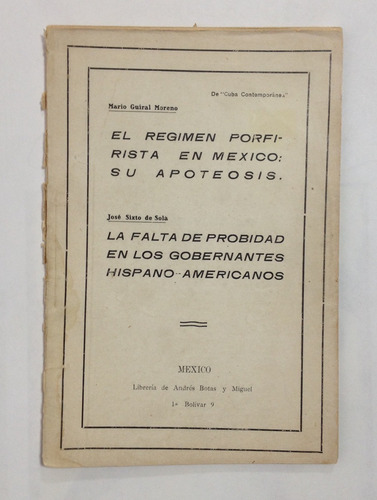 De "Cuba Contemporánea"
Mario Guiral Moreno
EL REGIMEN PORFI-
RISTA EN MEXICO:
SU APOTEOSIS.
José Sixto de Sola
LA FALTA DE PROBIDAD
EN LOS GOBERNANTES
HISPANO-AMERICANOS
MEXICO
Librería de Andrés Botas y Miguel
1ª Bolívar 9